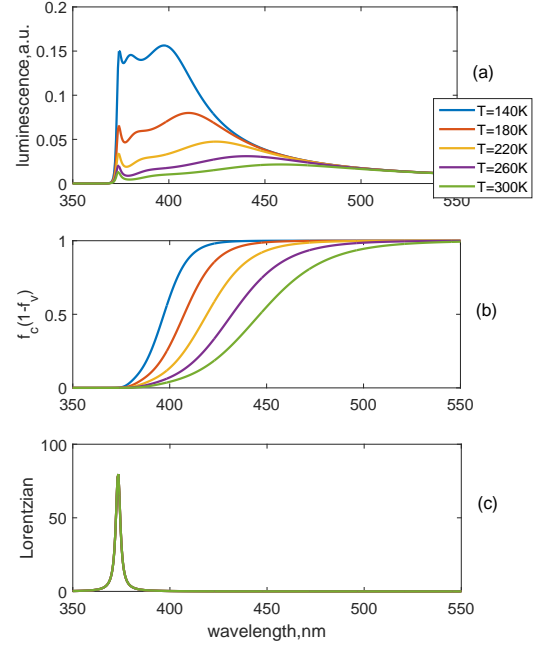 0.2
0.15
0.1
0.05
0
luminescence,a.u.
350
400
450
500
550
(a)
T=140K
T=180K
T=220K
T=260K
T=300K
1
0.5
0
f_c(1-f_v)
350
400
450
500
550
(b)
100
50
0
Lorentzian
350
400
450
500
550
(c)
wavelength,nm